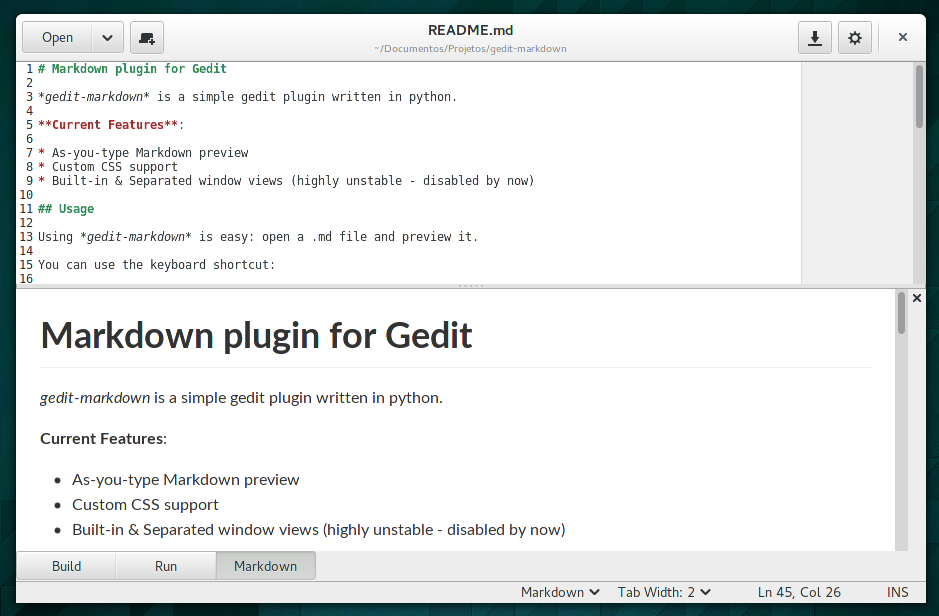 Open
README.md
~/Documentos/Projetos/gedit-markdown
1 # Markdown plugin for Gedit
2
3 *gedit-markdown* is a simple gedit plugin written in python.
4
5 **Current Features**:
6
7 * As-you-type Markdown preview
8 * Custom CSS support
9 * Built-in & Separated window views (highly unstable - disabled by now)
10
11 ## Usage
12
13 Using *gedit-markdown* is easy: open a .md file and preview it.
14
15 You can use the keyboard shortcut:
16
Markdown plugin for Gedit
gedit-markdown is a simple gedit plugin written in python.
Current Features:
• As-you-type Markdown preview
• Custom CSS support
• Built-in & Separated window views (highly unstable - disabled by now)
Build Run Markdown
Markdown Tab Width: 2 Ln 45, Col 26 INS